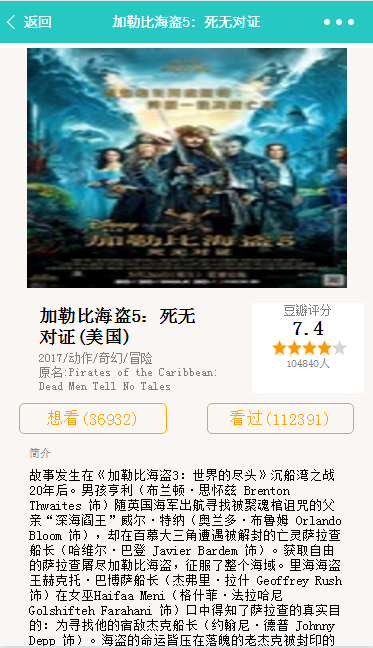 返回
加勒比海盗5：死无对证
加勒比海盗5
死无对证
加勒比海盗5：死无
对证(美国)
2017/动作/奇幻/冒险
原名:Pirates of the Caribbean:
Dead Men Tell No Tales
豆瓣评分
7.4
104840人
想看(36932)
看过(112391)
简介
故事发生在《加勒比海盗3：世界的尽头》沉船湾之战
20年后。男孩亨利（布兰顿·思怀兹 Brenton
Thwaites 饰）随英国海军出航寻找被聚魂棺诅咒的父
亲“深海阎王”威尔·特纳（奥兰多·布鲁姆 Orlando
Bloom 饰），却在百慕大三角遭遇被解封的亡灵萨拉查
船长（哈维尔·巴登 Javier Bardem 饰）。获取自由
的萨拉查屠尽加勒比海盗，征服了整个海域。里海海盗
王赫克托·巴博萨船长（杰弗里·拉什 Geoffrey Rush
饰）在女巫Haifaa Meni（格什菲·法拉哈尼
Golshifteh Farahani 饰）口中得知了萨拉查的真实目
的：为寻找他的宿敌杰克船长（约翰尼·德普 Johnny
Depp 饰）。海盗的命运皆压在落魄的老杰克被封印的